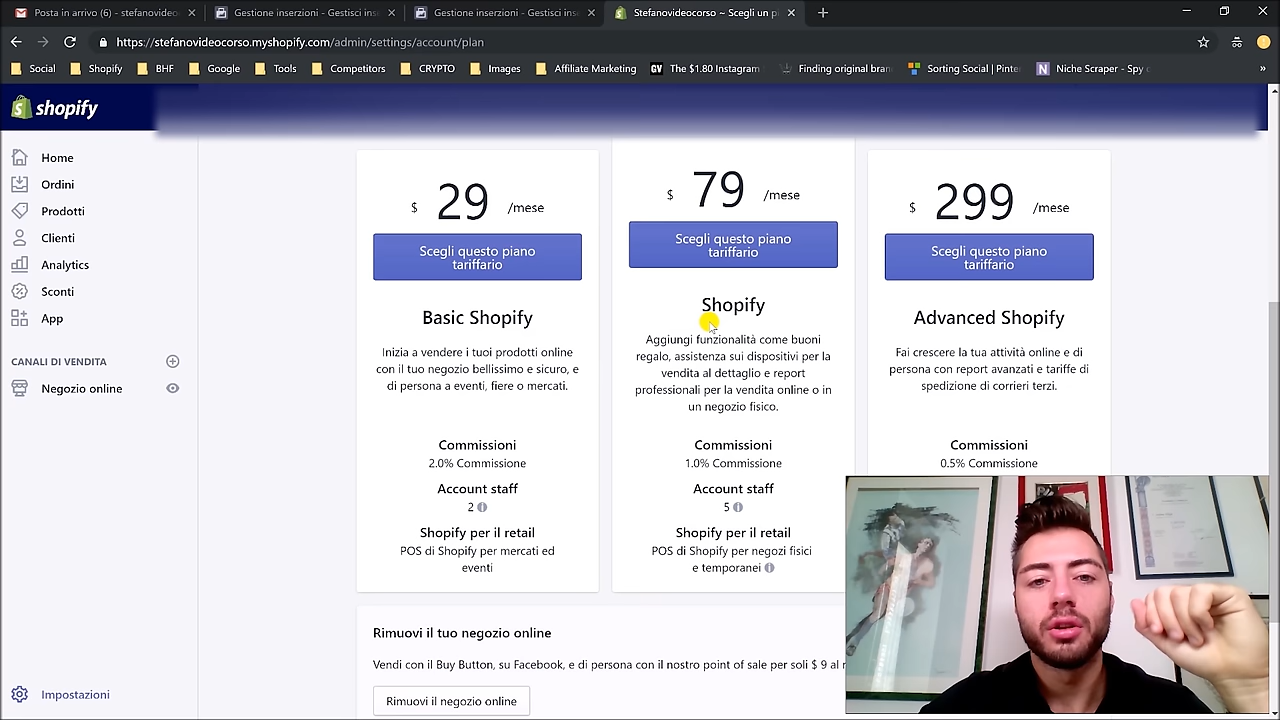 Posta in arrivo (6) - stefanovideo
Gestione inserzioni - Gestisci ins
Gestione inserzioni - Gestisci ins
Stefanovideocorso ~ Scegli un p
https://stefanovideocorso.myshopify.com/admin/settings/account/plan
Social
Shopify
BHF
Google
Tools
Competitors
CRYPTO
Images
Affiliate Marketing
GV
The $1.80 Instagram
Finding original bran
Sorting Social | Pinte
N
Niche Scraper - Spy
»
shopify
Home
Ordini
Prodotti
Clienti
Analytics
Sconti
App
CANALI DI VENDITA
Negozio online
Impostazioni
$ 29 /mese
Scegli questo piano
tariffario
Basic Shopify
Inizia a vendere i tuoi prodotti online
con il tuo negozio bellissimo e sicuro, e
di persona a eventi, fiere o mercati.
Commissioni
2.0% Commissione
Account staff
2
Shopify per il retail
POS di Shopify per mercati ed
eventi
$ 79 /mese
Scegli questo piano
tariffario
Shopify
Aggiungi funzionalità come buoni
regalo, assistenza sui dispositivi per la
vendita al dettaglio e report
professionali per la vendita online o in
un negozio fisico.
Commissioni
1.0% Commissione
Account staff
5
Shopify per il retail
POS di Shopify per negozi fisici
e temporanei
$ 299 /mese
Scegli questo piano
tariffario
Advanced Shopify
Fai crescere la tua attività online e di
persona con report avanzati e tariffe di
spedizione di corrieri terzi.
Commissioni
0.5% Commissione
Rimuovi il tuo negozio online
Vendi con il Buy Button, su Facebook, e di persona con il nostro point of sale per soli $ 9 al
Rimuovi il negozio online